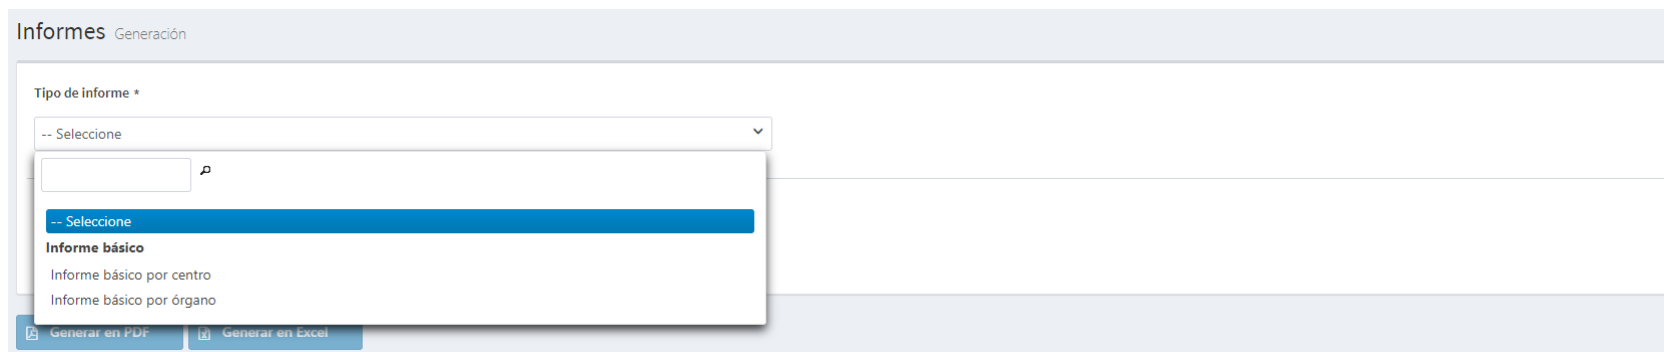 Informes Generación
Tipo de informe *
-- Seleccione
-- Seleccione
Informe básico
Informe básico por centro
Informe básico por órgano
Generar en PDF Generar en Excel